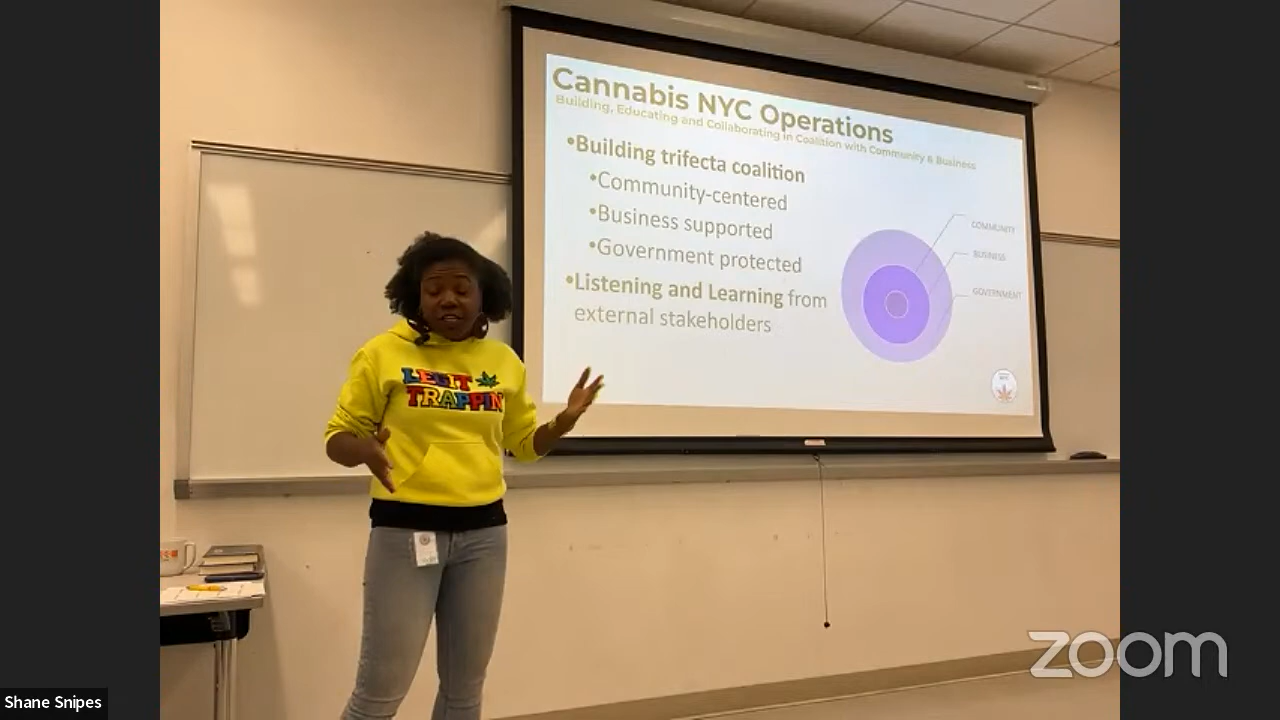 Cannabis NYC Operations
Building, Educating and Collaborating in Coalition with Community & Business
•Building trifecta coalition
•Community-centered
•Business supported
•Government protected
•Listening and Learning from
external stakeholders
COMMUNITY
BUSINESS
GOVERNMENT
LEGIT
TRAPPIN
zoom
Shane Snipes